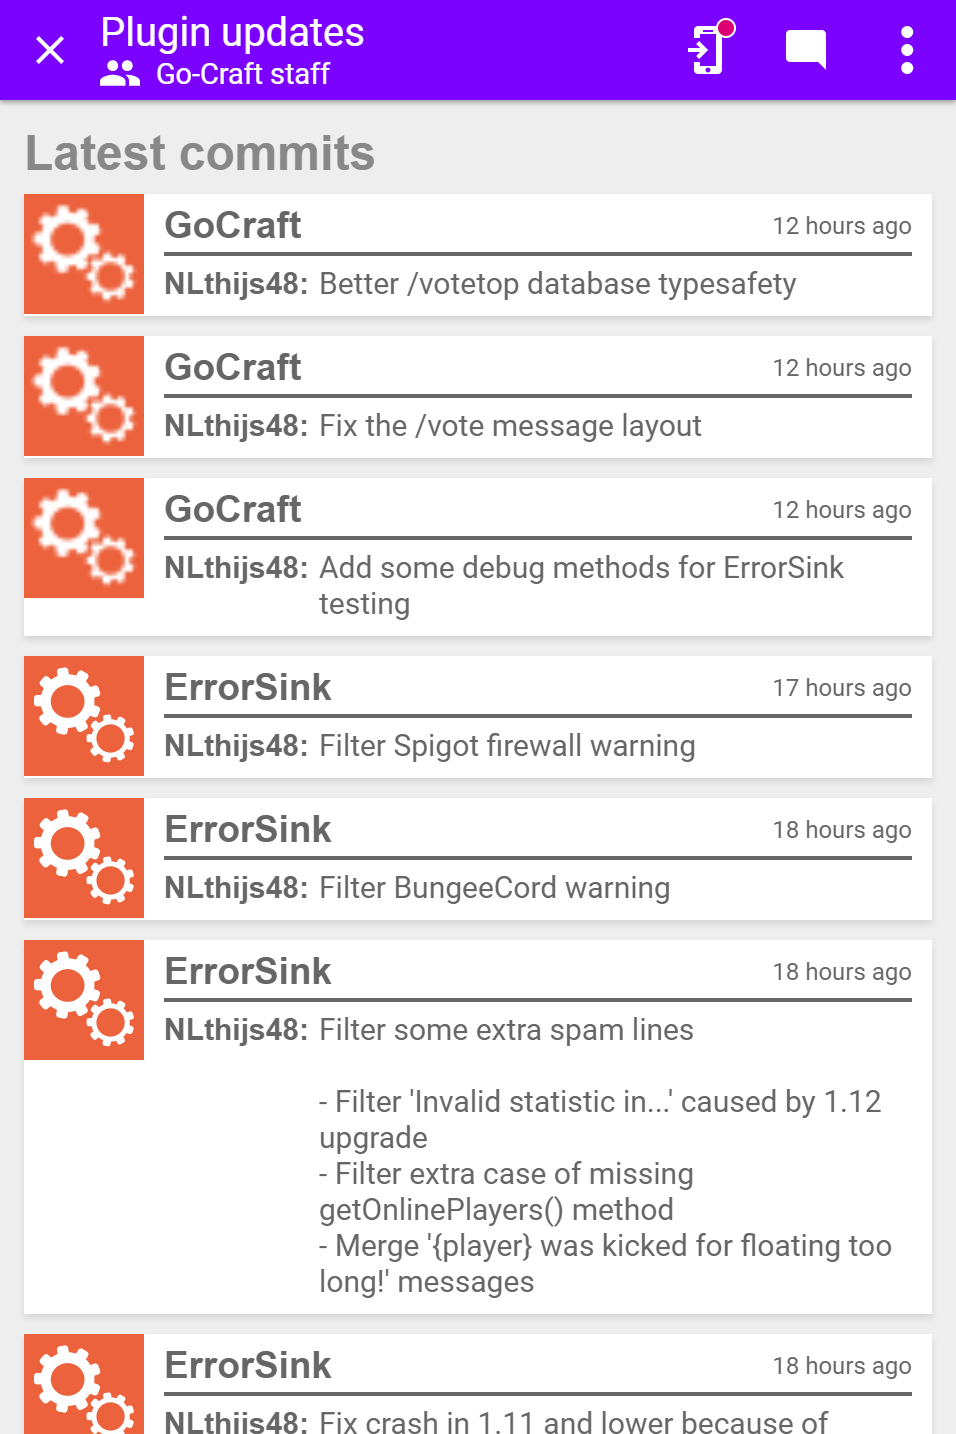 Plugin updates
Go-Craft staff
Latest commits
GoCraft 12 hours ago
NLthijs48: Better /votetop database typesafety
GoCraft 12 hours ago
NLthijs48: Fix the /vote message layout
GoCraft 12 hours ago
NLthijs48: Add some debug methods for ErrorSink
testing
ErrorSink 17 hours ago
NLthijs48: Filter Spigot firewall warning
ErrorSink 18 hours ago
NLthijs48: Filter BungeeCord warning
ErrorSink 18 hours ago
NLthijs48: Filter some extra spam lines
- Filter 'Invalid statistic in...' caused by 1.12
upgrade
- Filter extra case of missing
getOnlinePlayers() method
- Merge '{player} was kicked for floating too
long!' messages
ErrorSink 18 hours ago
NLthijs48: Fix crash in 1.11 and lower because of